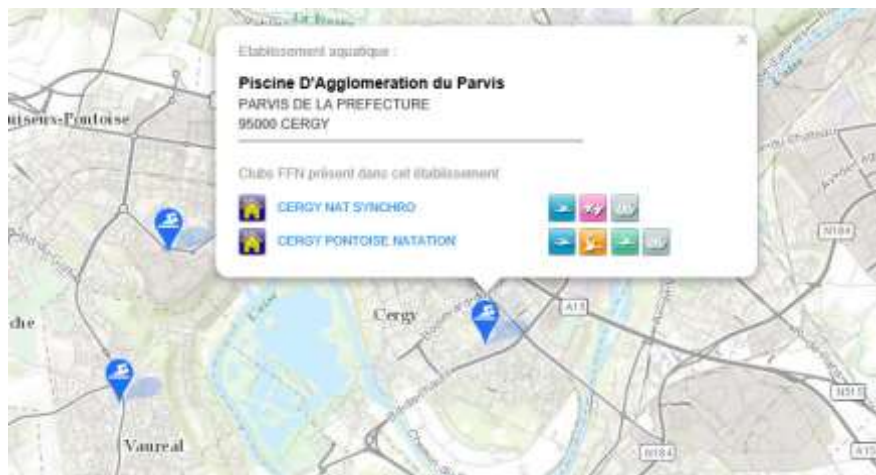 Etablissement aquatique :
Piscine D'Agglomeration du Parvis
PARVIS DE LA PREFECTURE
95000 CERGY
Clubs FFN présent dans cet établissement
CERGY NAT SYNCHRO
CERGY PONTOISE NATATION
N184
Cergy
A15
Vaureal
N184
A15